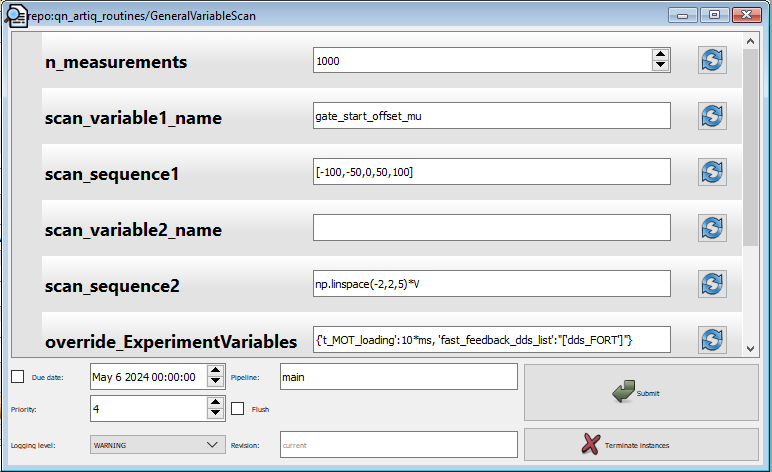 repo:qn_artiq_routines/GeneralVariableScan
n_measurements 1000
scan_variable1_name gate_start_offset_mu
scan_sequence1 [-100,-50,0,50,100]
scan_variable2_name
scan_sequence2 np.linspace(-2,2,5)*V
override_ExperimentVariables {'t_MOT_loading':10*ms, 'fast_feedback_dds_list':"['dds_FORT']"}
Due date: May 6 2024 00:00:00 Pipeline: main
Submit
Priority: 4 Flush
Logging level: WARNING Revision: current Terminate instances